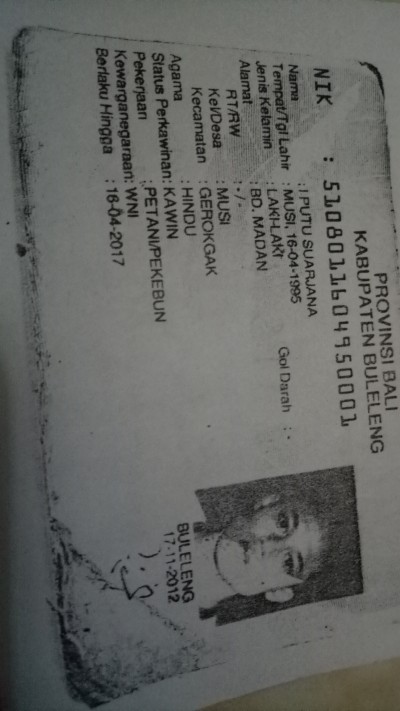 PROVINSI BALI
KABUPATEN BULELENG
NIK : 5108011604950001
Nama : I PUTU SUARJANA
Tempat/Tgl Lahir : MUSI, 16-04-1995
Jenis Kelamin : LAKI-LAKI Gol Darah : -
Alamat : BD. MADAN
RT/RW : -/-
Kel/Desa : MUSI
Kecamatan : GEROKGAK
Agama : HINDU
Status Perkawinan: KAWIN
Pekerjaan : PETANI/PEKEBUN
Kewarganegaraan: WNI
Berlaku Hingga : 16-04-2017
BULELENG
17-11-2012